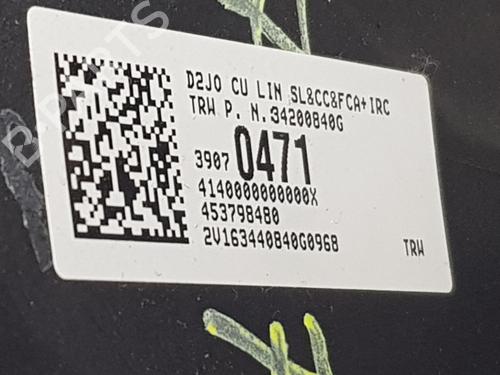 D2JO CU LIN SL&CC&FCA+IRC
TRW P. N.34200840G
3907 0471
4140000000000X
453798480
2V163440840G0968
TRW